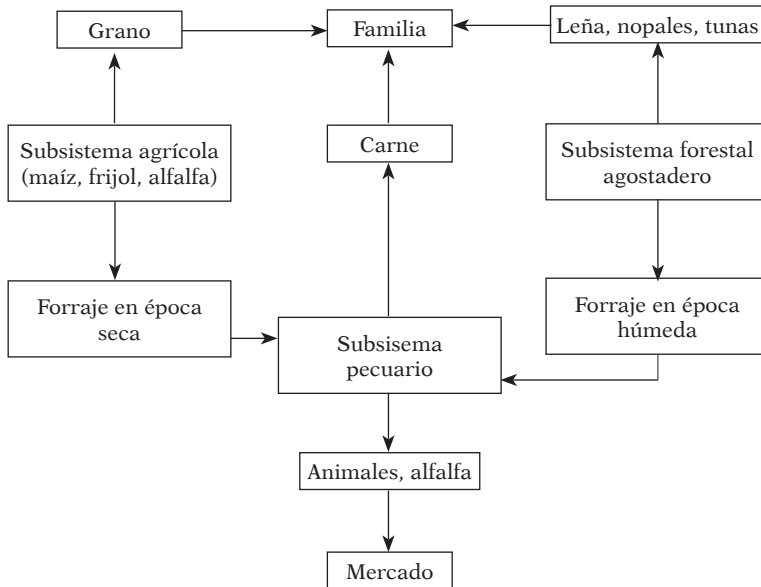 Grano
Familia
Leña, nopales, tunas
Subsistema agrícola
(maíz, frijol, alfalfa)
Carne
Subsistema forestal
agostadero
Forraje en época
seca
Subsisema
pecuario
Forraje en época
húmeda
Animales, alfalfa
Mercado